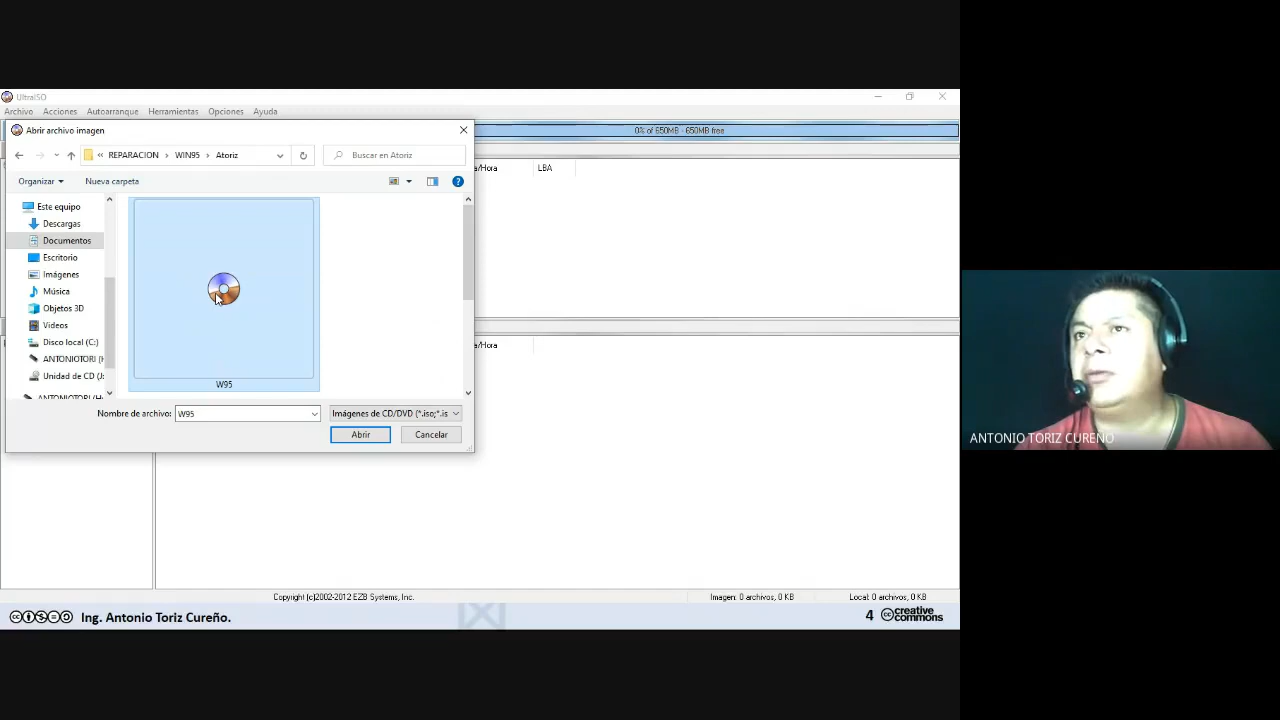 UltraISO
Archivo Acciones Autoarranque Herramientas Opciones Ayuda
Abrir archivo imagen
0% of 650MB - 650MB free
« REPARACION › WIN95 › Atoriz
Buscar en Atoriz
a/Hora LBA
Organizar Nueva carpeta
Este equipo
Descargas
Documentos
Escritorio
Imágenes
Música
Objetos 3D
Videos
Disco local (C:)
ANTONIOTORI (H
Unidad de CD (J:
ANTONIOTORI (H:
W95
a/Hora
Nombre de archivo: W95
Imágenes de CD/DVD (*.iso;*.is
Abrir Cancelar
Copyright (c)2002-2012 EZB Systems, Inc.
Imagen: 0 archivos, 0 KB
Local: 0 archivos, 0 KB
Ing. Antonio Toriz Cureño.
4
creative commons
ANTONIO TORIZ CUREÑO